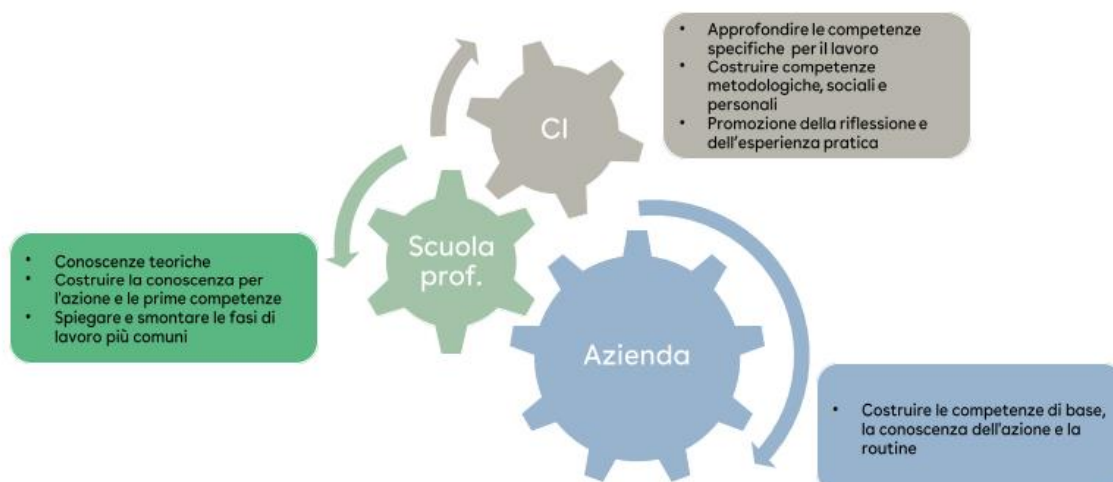 • Approfondire le competenze
specifiche per il lavoro
• Costruire competenze
metodologiche, sociali e
personali
• Promozione della riflessione e
dell'esperienza pratica
CI
Scuola
prof.
• Conoscenze teoriche
• Costruire la conoscenza per
l'azione e le prime competenze
• Spiegare e smontare le fasi di
lavoro più comuni
Azienda
• Costruire le competenze di base,
la conoscenza dell'azione e la
routine